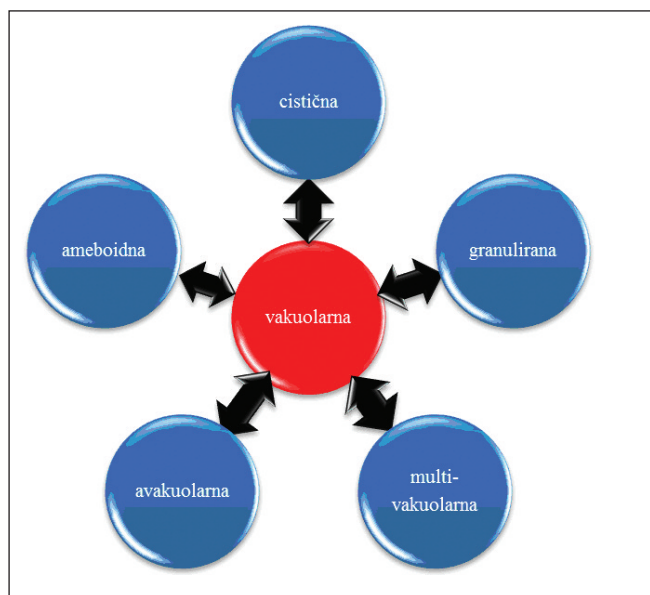 cistična
ameboidna
granulirana
vakuolarna
avakuolarna
multi-
vakuolarna